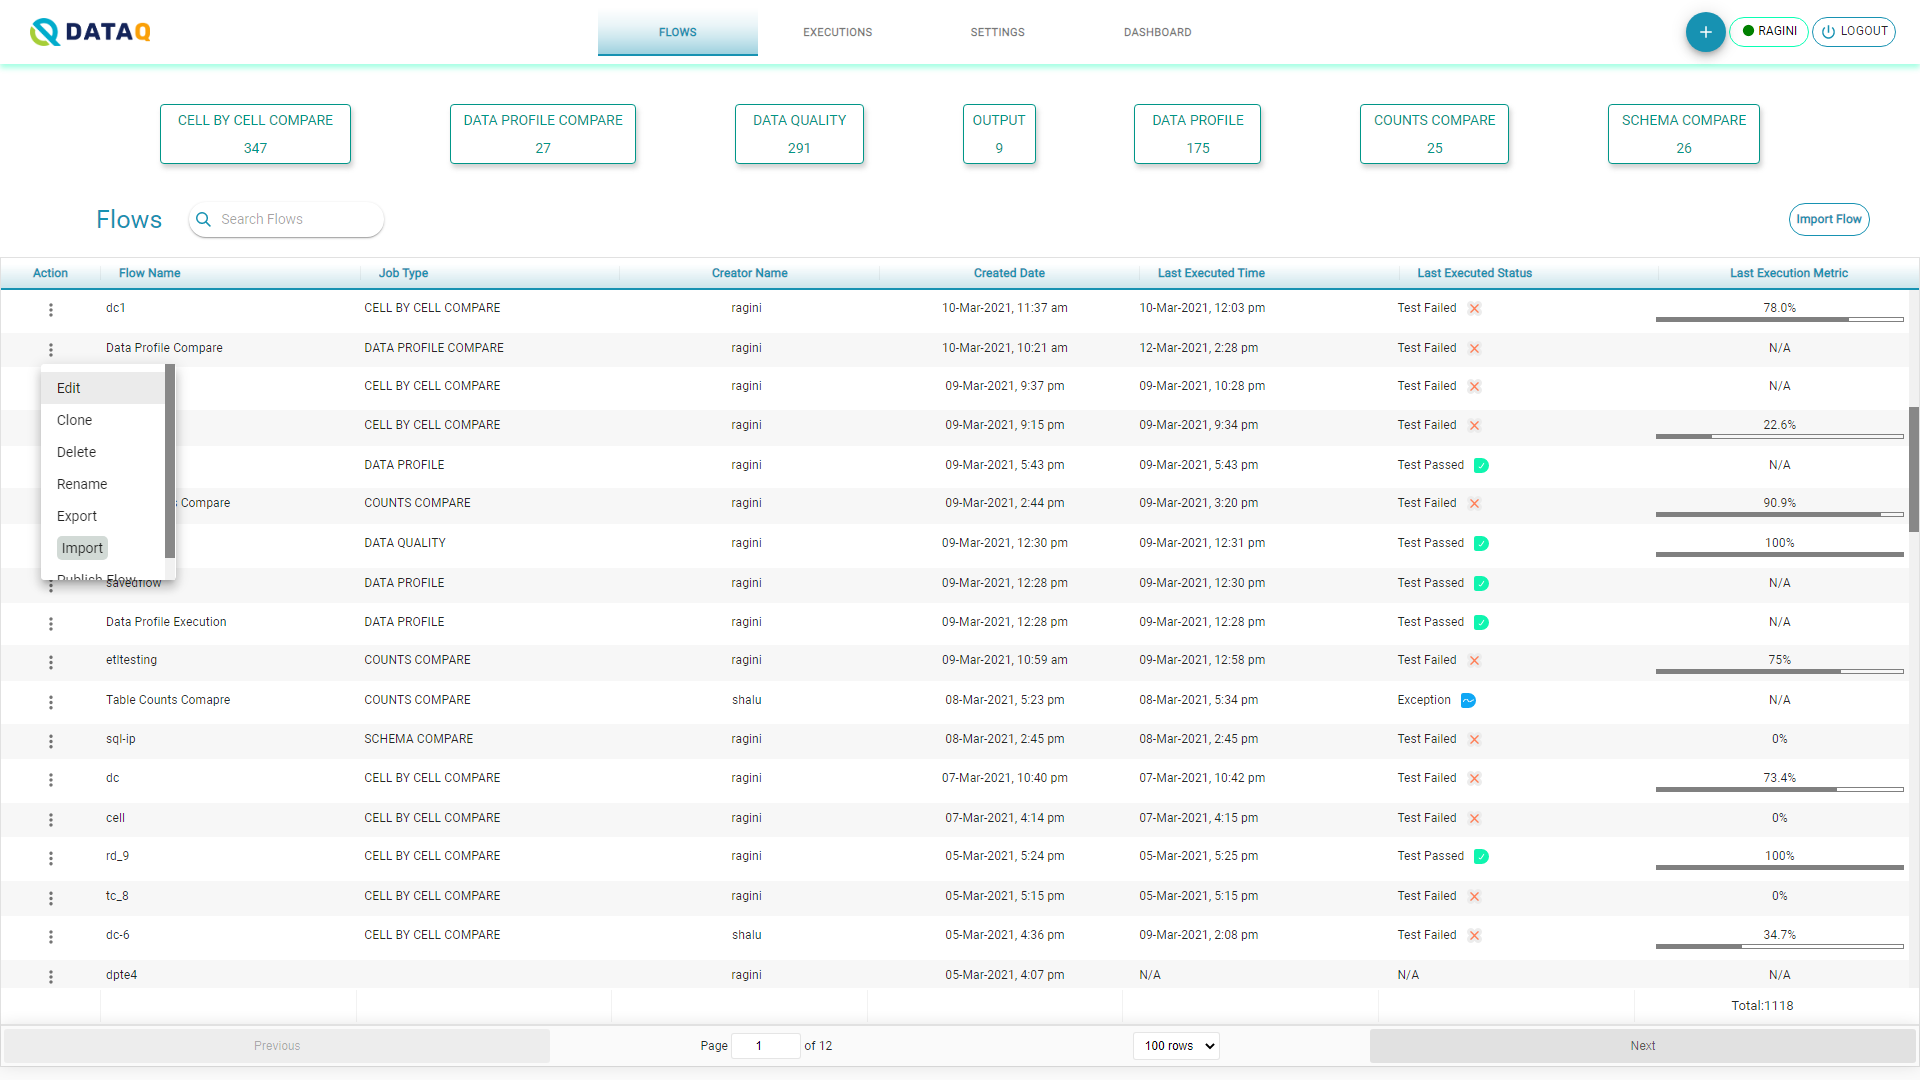 DATAQ
FLOWS EXECUTIONS SETTINGS DASHBOARD
+ RAGINI LOGOUT
CELL BY CELL COMPARE DATA PROFILE COMPARE DATA QUALITY OUTPUT DATA PROFILE COUNTS COMPARE SCHEMA COMPARE
347 27 291 9 175 25 26
Flows Search Flows Import Flow
Action Flow Name Job Type Creator Name Created Date Last Executed Time Last Executed Status Last Execution Metric
dc1 CELL BY CELL COMPARE ragini 10-Mar-2021, 11:37 am 10-Mar-2021, 12:03 pm Test Failed 78.0%
Data Profile Compare DATA PROFILE COMPARE ragini 10-Mar-2021, 10:21 am 12-Mar-2021, 2:28 pm Test Failed N/A
Edit CELL BY CELL COMPARE ragini 09-Mar-2021, 9:37 pm 09-Mar-2021, 10:28 pm Test Failed N/A
Clone CELL BY CELL COMPARE ragini 09-Mar-2021, 9:15 pm 09-Mar-2021, 9:34 pm Test Failed 22.6%
Delete DATA PROFILE ragini 09-Mar-2021, 5:43 pm 09-Mar-2021, 5:43 pm Test Passed N/A
Rename
Compare COUNTS COMPARE ragini 09-Mar-2021, 2:44 pm 09-Mar-2021, 3:20 pm Test Failed 90.9%
Export
Import DATA QUALITY ragini 09-Mar-2021, 12:30 pm 09-Mar-2021, 12:31 pm Test Passed 100%
Publish Flow
savedflow DATA PROFILE ragini 09-Mar-2021, 12:28 pm 09-Mar-2021, 12:30 pm Test Passed N/A
Data Profile Execution DATA PROFILE ragini 09-Mar-2021, 12:28 pm 09-Mar-2021, 12:28 pm Test Passed N/A
etltesting COUNTS COMPARE ragini 09-Mar-2021, 10:59 am 09-Mar-2021, 12:58 pm Test Failed 75%
Table Counts Comapre COUNTS COMPARE shalu 08-Mar-2021, 5:23 pm 08-Mar-2021, 5:34 pm Exception N/A
sql-ip SCHEMA COMPARE ragini 08-Mar-2021, 2:45 pm 08-Mar-2021, 2:45 pm Test Failed 0%
dc CELL BY CELL COMPARE ragini 07-Mar-2021, 10:40 pm 07-Mar-2021, 10:42 pm Test Failed 73.4%
cell CELL BY CELL COMPARE ragini 07-Mar-2021, 4:14 pm 07-Mar-2021, 4:15 pm Test Failed 0%
rd_9 CELL BY CELL COMPARE ragini 05-Mar-2021, 5:24 pm 05-Mar-2021, 5:25 pm Test Passed 100%
tc_8 CELL BY CELL COMPARE ragini 05-Mar-2021, 5:15 pm 05-Mar-2021, 5:15 pm Test Failed 0%
dc-6 CELL BY CELL COMPARE shalu 05-Mar-2021, 4:36 pm 09-Mar-2021, 2:08 pm Test Failed 34.7%
dpte4 ragini 05-Mar-2021, 4:07 pm N/A N/A N/A
Total:1118
Previous Page 1 of 12 100 rows Next